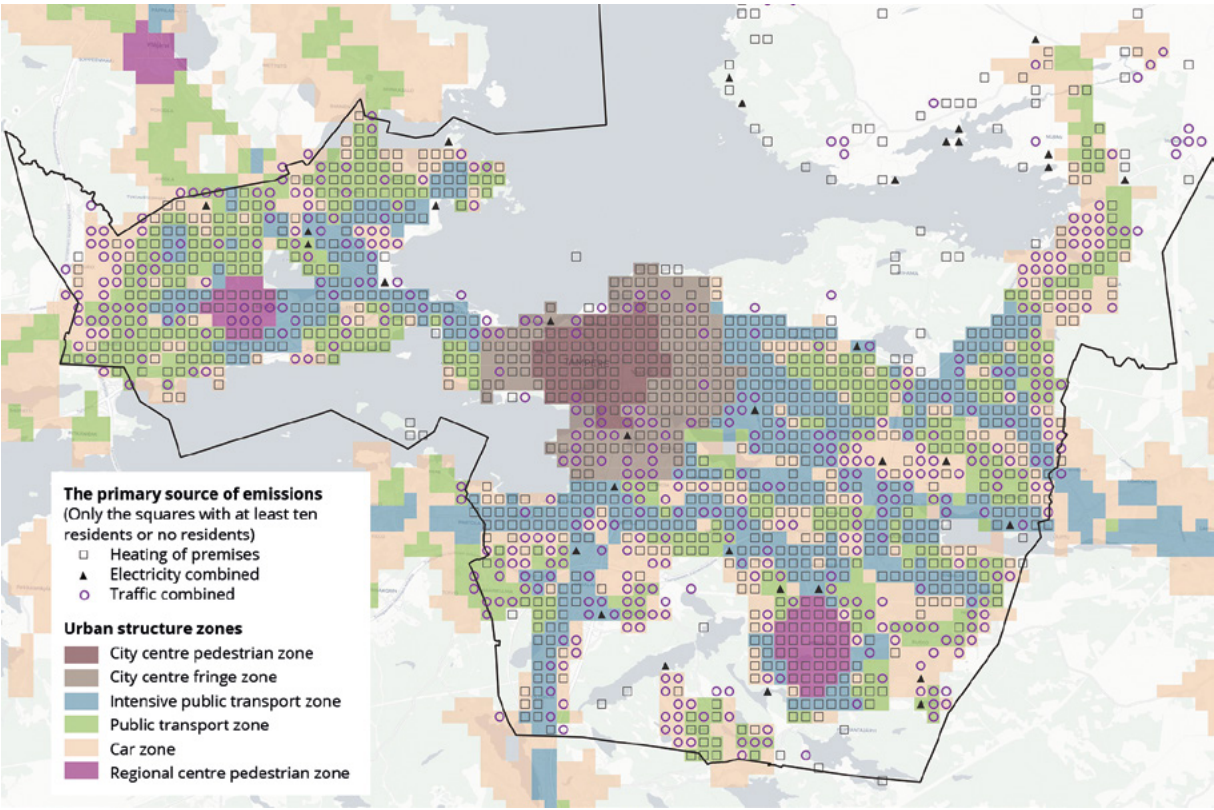 The primary source of emissions
(Only the squares with at least ten
residents or no residents)
Heating of premises
Electricity combined
Traffic combined
Urban structure zones
City centre pedestrian zone
City centre fringe zone
Intensive public transport zone
Public transport zone
Car zone
Regional centre pedestrian zone